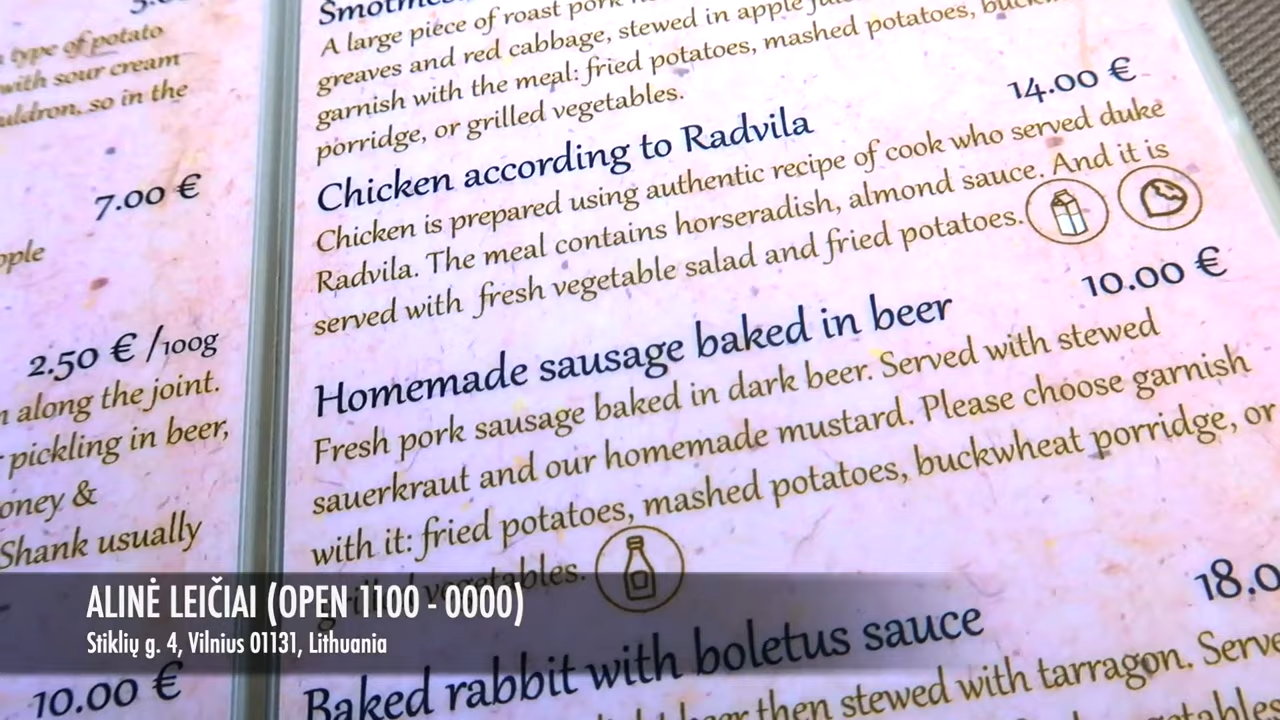 type of potato
with sour cream
so in the
7.00 €
2.50 € /100g
along the joint.
pickling in beer,
&
Shank usually
10.00 €
A large piece of roast pork
greaves and red cabbage, stewed in apple
garnish with the meal: fried potatoes, mashed potatoes,
porridge, or grilled vegetables.
Chicken according to Radvila 14.00 €
Chicken is prepared using authentic recipe of cook who served duke
Radvila. The meal contains horseradish, almond sauce. And it is
served with fresh vegetable salad and fried potatoes.
Homemade sausage baked in beer 10.00 €
Fresh pork sausage baked in dark beer. Served with stewed
sauerkraut and our homemade mustard. Please choose garnish
with it: fried potatoes, mashed potatoes, buckwheat porridge, or
grilled vegetables.
Baked rabbit with boletus sauce 18.0
then stewed with tarragon. Serve
ALINĖ LEIČIAI (OPEN 1100 - 0000)
Stiklių g. 4, Vilnius 01131, Lithuania